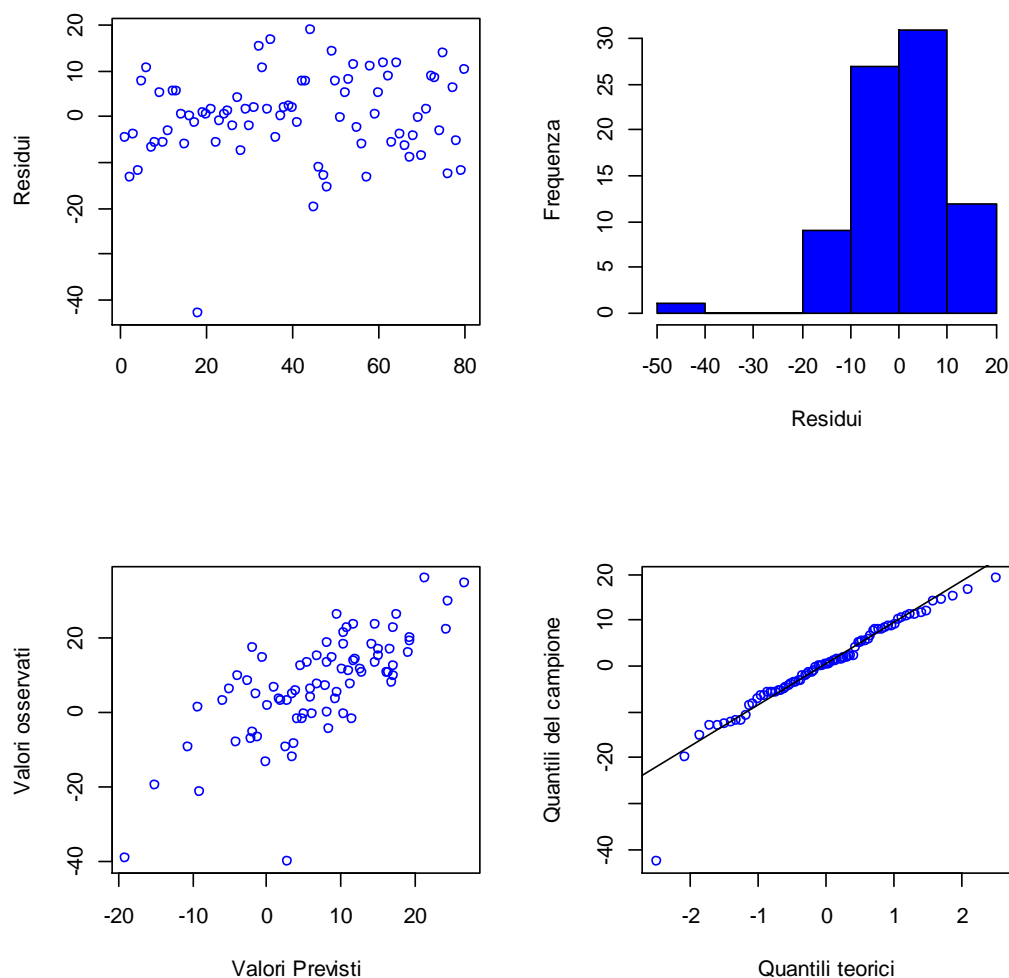 20
10
0
-20
-40
Residui
0 20 40 60 80
30
25
20
15
10
5
0
Frequenza
-50 -40 -30 -20 -10 0 10 20
Residui
20
0
-20
-40
Valori osservati
-20 -10 0 10 20
Valori Previsti
20
10
0
-20
-40
Quantili del campione
-2 -1 0 1 2
Quantili teorici